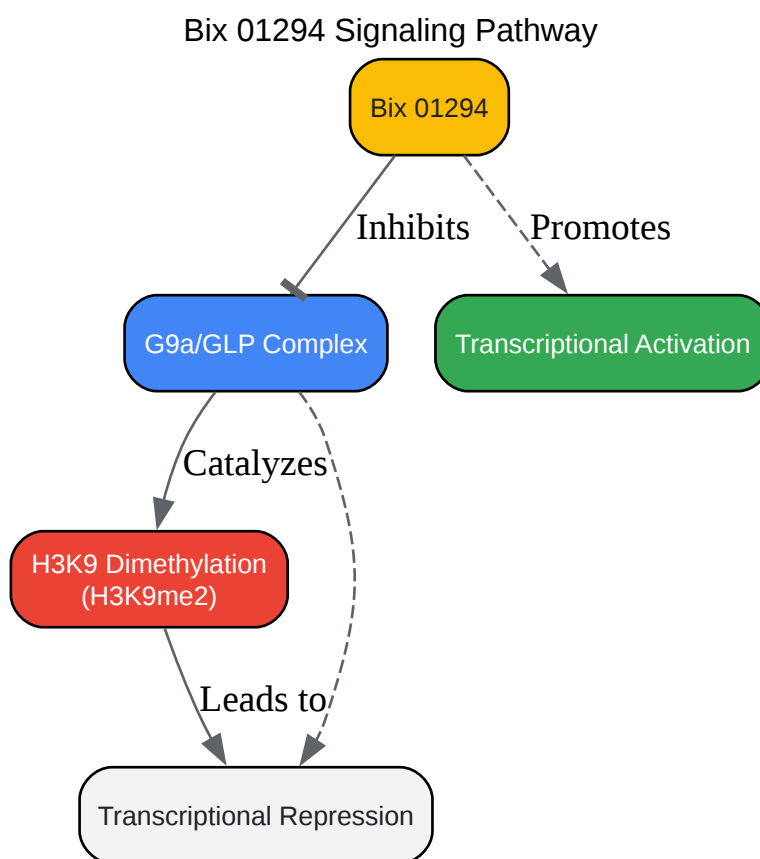 Bix 01294 Signaling Pathway
Bix 01294
Inhibits
Promotes
G9a/GLP Complex
Transcriptional Activation
Catalyzes
H3K9 Dimethylation
(H3K9me2)
Leads to
Transcriptional Repression